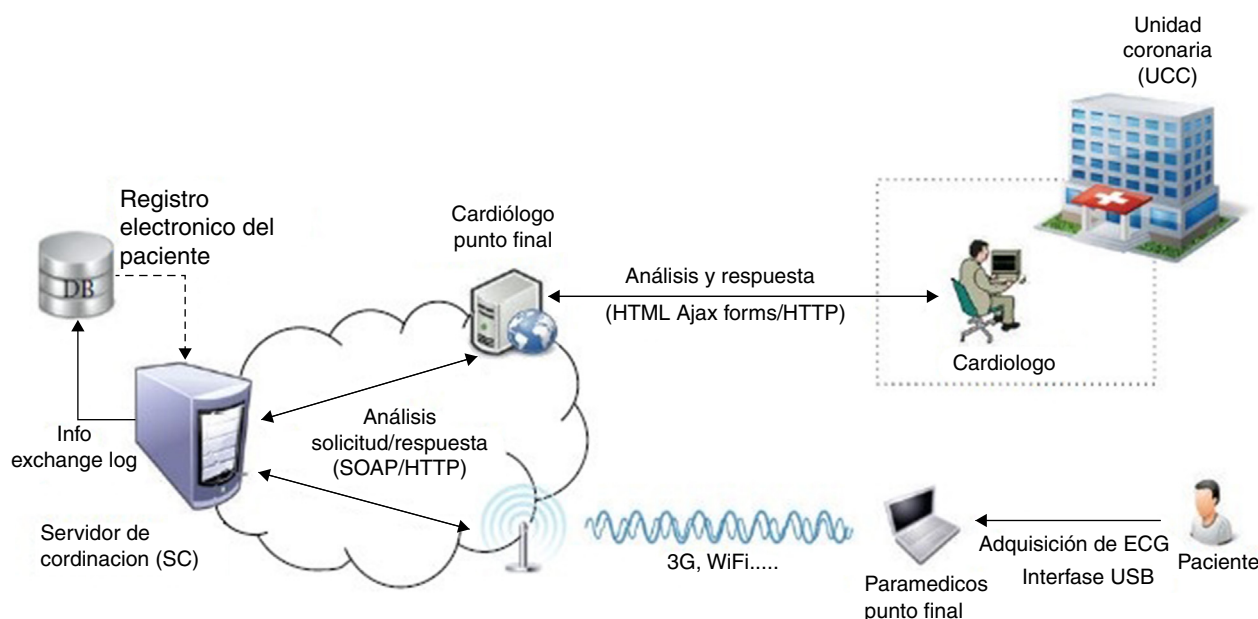 Unidad
coronaria
(UCC)
Registro
electronico del
paciente
DB
Cardiólogo
punto final
Análisis y respuesta
(HTML Ajax forms/HTTP)
Cardiologo
Info
exchange log
Análisis
solicitud/respuesta
(SOAP/HTTP)
Servidor de
cordinacion (SC)
3G, WiFi.....
Paramedicos
punto final
Adquisición de ECG
Interfase USB
Paciente